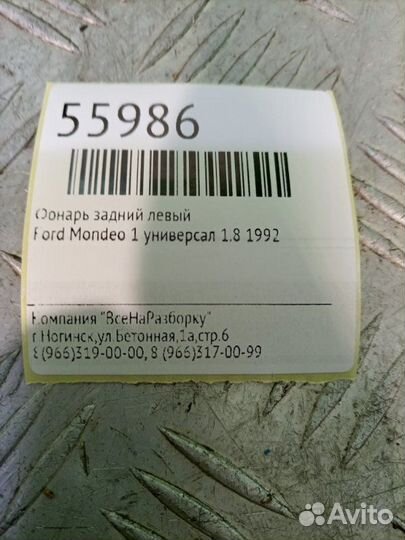 55986
Фонарь задний левый
Ford Mondeo 1 универсал 1.8 1992
Компания "ВсеНаРазборку"
г.Ногинск,ул.Бетонная,1а,стр.6
8(966)319-00-00, 8 (966)317-00-99
Avito